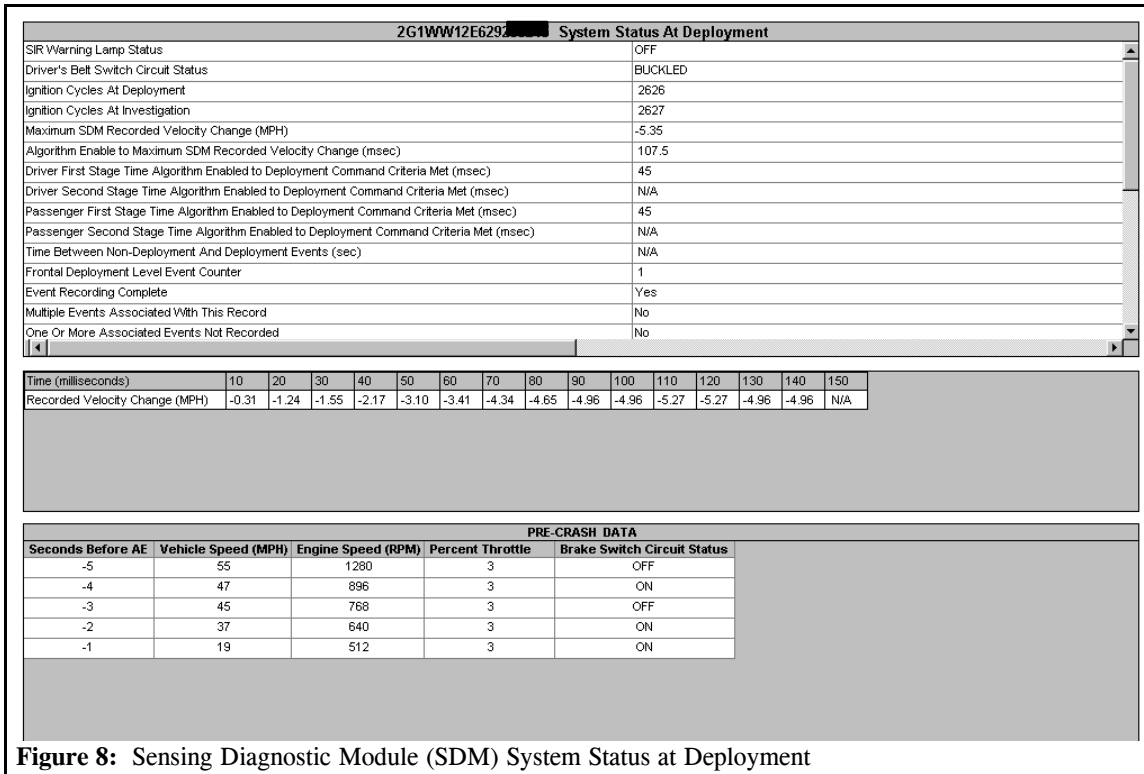 2G1WW12E6292 System Status At Deployment
SIR Warning Lamp Status OFF
Driver's Belt Switch Circuit Status BUCKLED
Ignition Cycles At Deployment 2626
Ignition Cycles At Investigation 2627
Maximum SDM Recorded Velocity Change (MPH) -5.35
Algorithm Enable to Maximum SDM Recorded Velocity Change (msec) 107.5
Driver First Stage Time Algorithm Enabled to Deployment Command Criteria Met (msec) 45
Driver Second Stage Time Algorithm Enabled to Deployment Command Criteria Met (msec) N/A
Passenger First Stage Time Algorithm Enabled to Deployment Command Criteria Met (msec) 45
Passenger Second Stage Time Algorithm Enabled to Deployment Command Criteria Met (msec) N/A
Time Between Non-Deployment And Deployment Events (sec) N/A
Frontal Deployment Level Event Counter 1
Event Recording Complete Yes
Multiple Events Associated With This Record No
One Or More Associated Events Not Recorded No
Time (milliseconds) 10 20 30 40 50 60 70 80 90 100 110 120 130 140 150
Recorded Velocity Change (MPH) -0.31 -1.24 -1.55 -2.17 -3.10 -3.41 -4.34 -4.65 -4.96 -4.96 -5.27 -5.27 -4.96 -4.96 N/A
PRE-CRASH DATA
Seconds Before AE Vehicle Speed (MPH) Engine Speed (RPM) Percent Throttle Brake Switch Circuit Status
-5 55 1280 3 OFF
-4 47 896 3 ON
-3 45 768 3 OFF
-2 37 640 3 ON
-1 19 512 3 ON
Figure 8: Sensing Diagnostic Module (SDM) System Status at Deployment